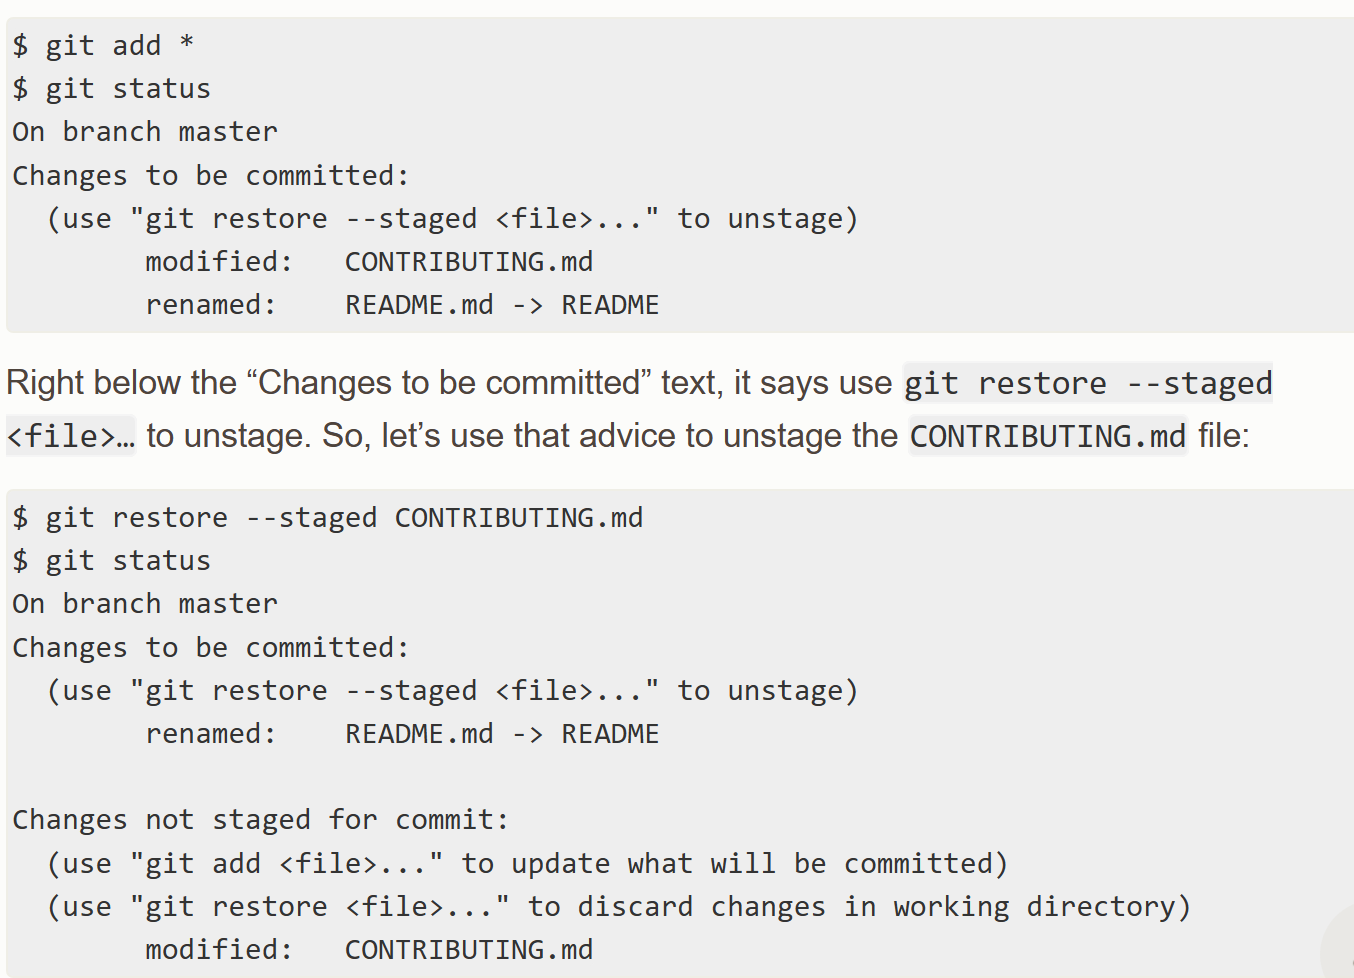 $ git add *
$ git status
On branch master
Changes to be committed:
  (use "git restore --staged <file>..." to unstage)
        modified:   CONTRIBUTING.md
        renamed:    README.md -> README
Right below the “Changes to be committed” text, it says use git restore --staged
<file>… to unstage. So, let’s use that advice to unstage the CONTRIBUTING.md file:
$ git restore --staged CONTRIBUTING.md
$ git status
On branch master
Changes to be committed:
  (use "git restore --staged <file>..." to unstage)
        renamed:    README.md -> README
Changes not staged for commit:
  (use "git add <file>..." to update what will be committed)
  (use "git restore <file>..." to discard changes in working directory)
        modified:   CONTRIBUTING.md